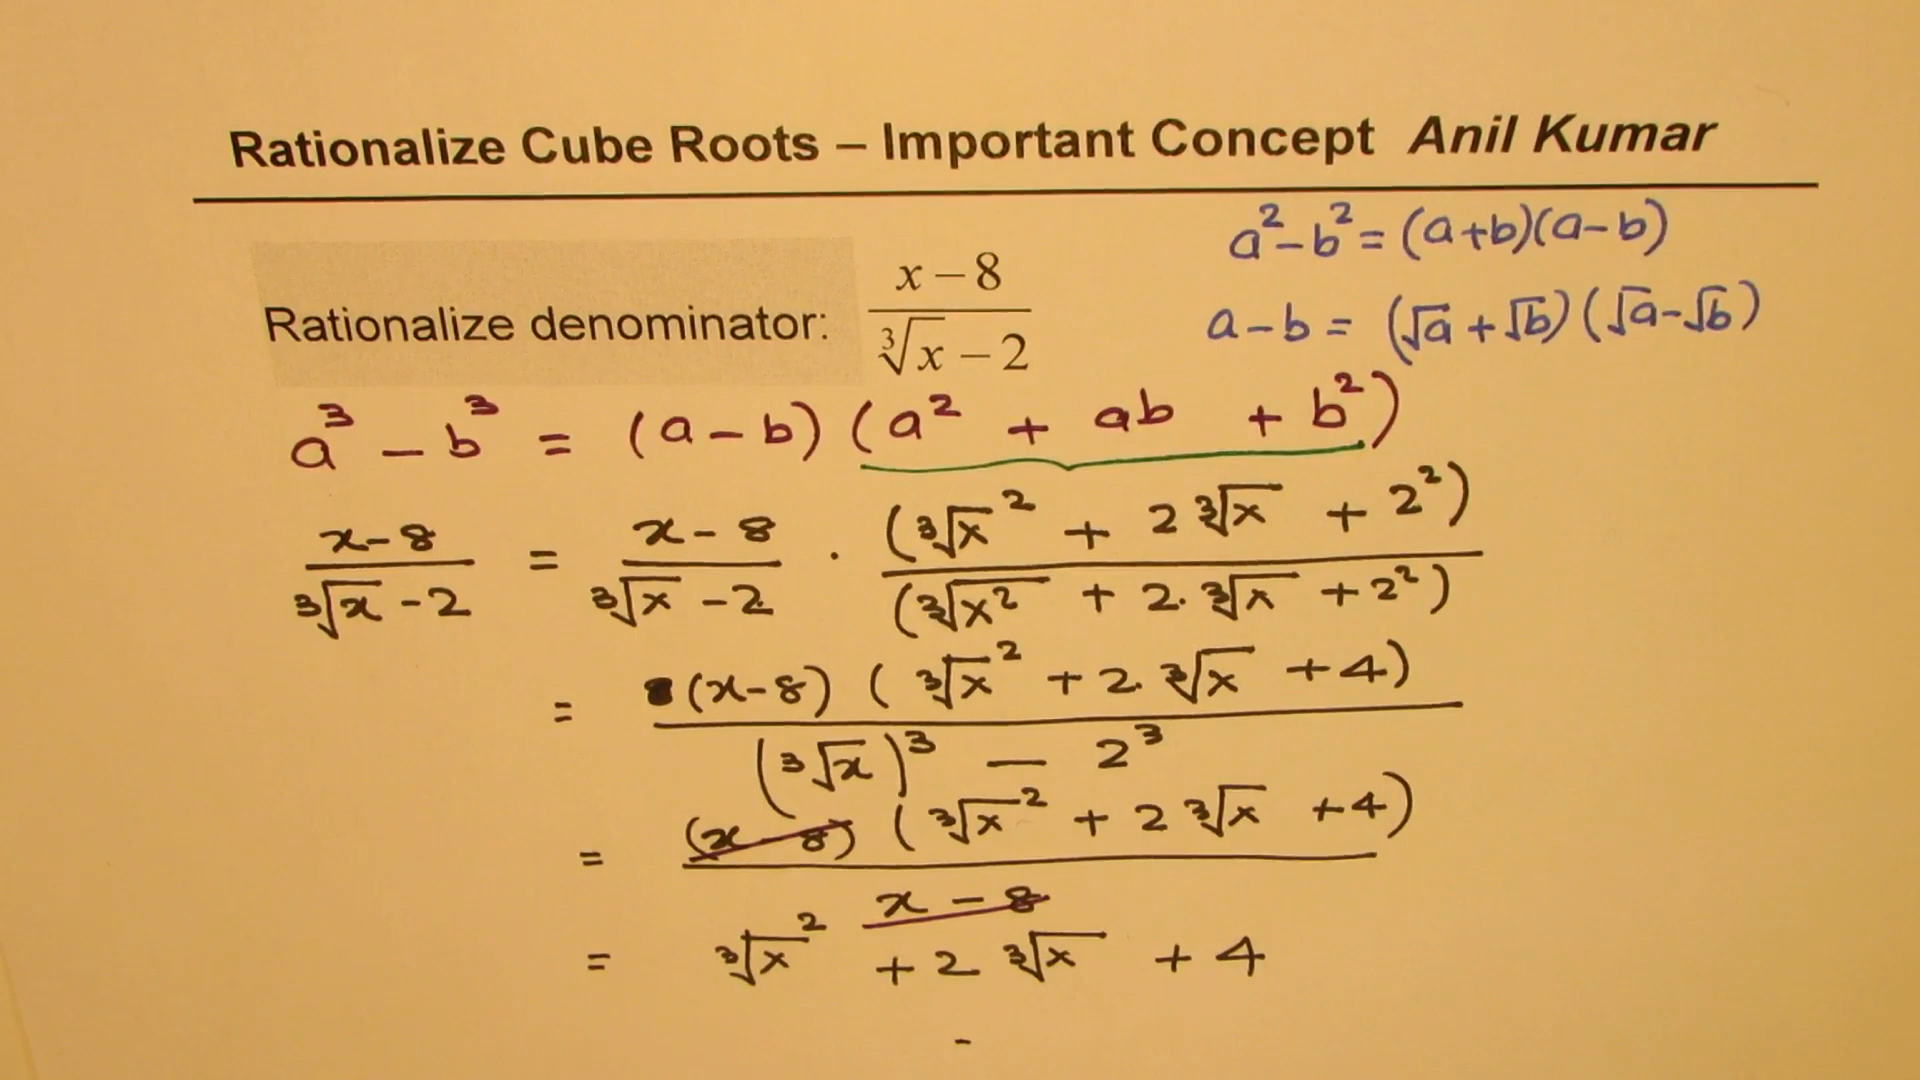 Rationalize Cube Roots – Important Concept Anil Kumar
a² - b² = (a+b)(a-b)
Rationalize denominator: (x – 8)/(∛x – 2)
a - b = (√a + √b)(√a - √b)
a³ - b³ = (a - b)(a² + ab + b²)
(x-8)/(∛x - 2) = (x - 8)/(∛x - 2) · (∛x² + 2∛x + 2²)/(∛x² + 2·∛x + 2²)
= (x-8)(∛x² + 2·∛x + 4)/((∛x)³ - 2³)
= (x - 8)(∛x² + 2∛x + 4)/(x - 8)
= ∛x² + 2∛x + 4
-